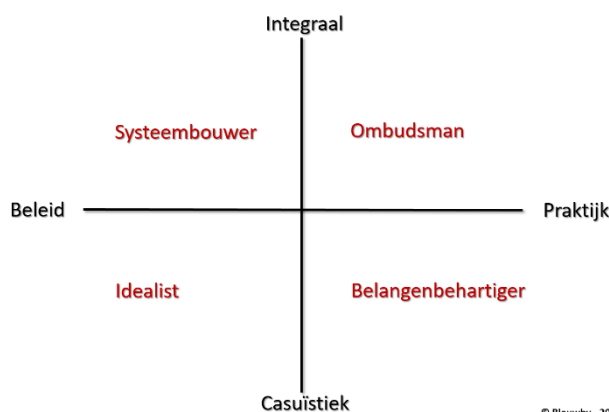 Integraal
Systeembouwer
Ombudsman
Beleid
Praktijk
Idealist
Belangenbehartiger
Casuïstiek